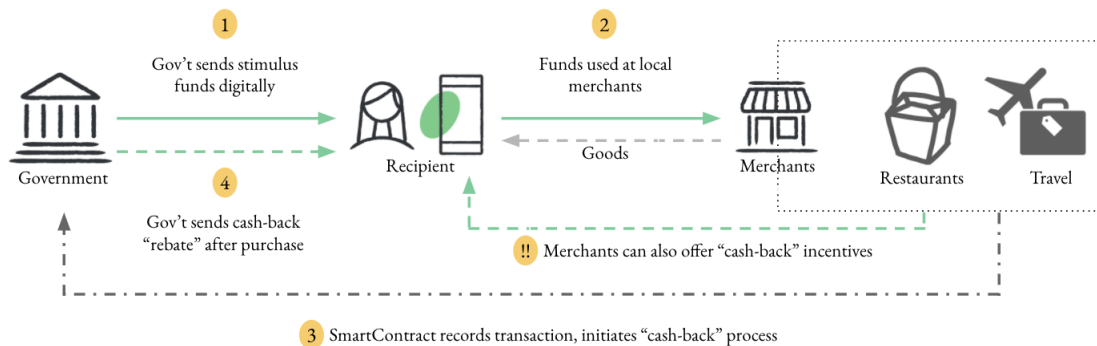 1
Gov’t sends stimulus
funds digitally
2
Funds used at local
merchants
Goods
Government
Recipient
Merchants
Restaurants
Travel
4
Gov’t sends cash-back
“rebate” after purchase
!! Merchants can also offer “cash-back” incentives
3 SmartContract records transaction, initiates “cash-back” process